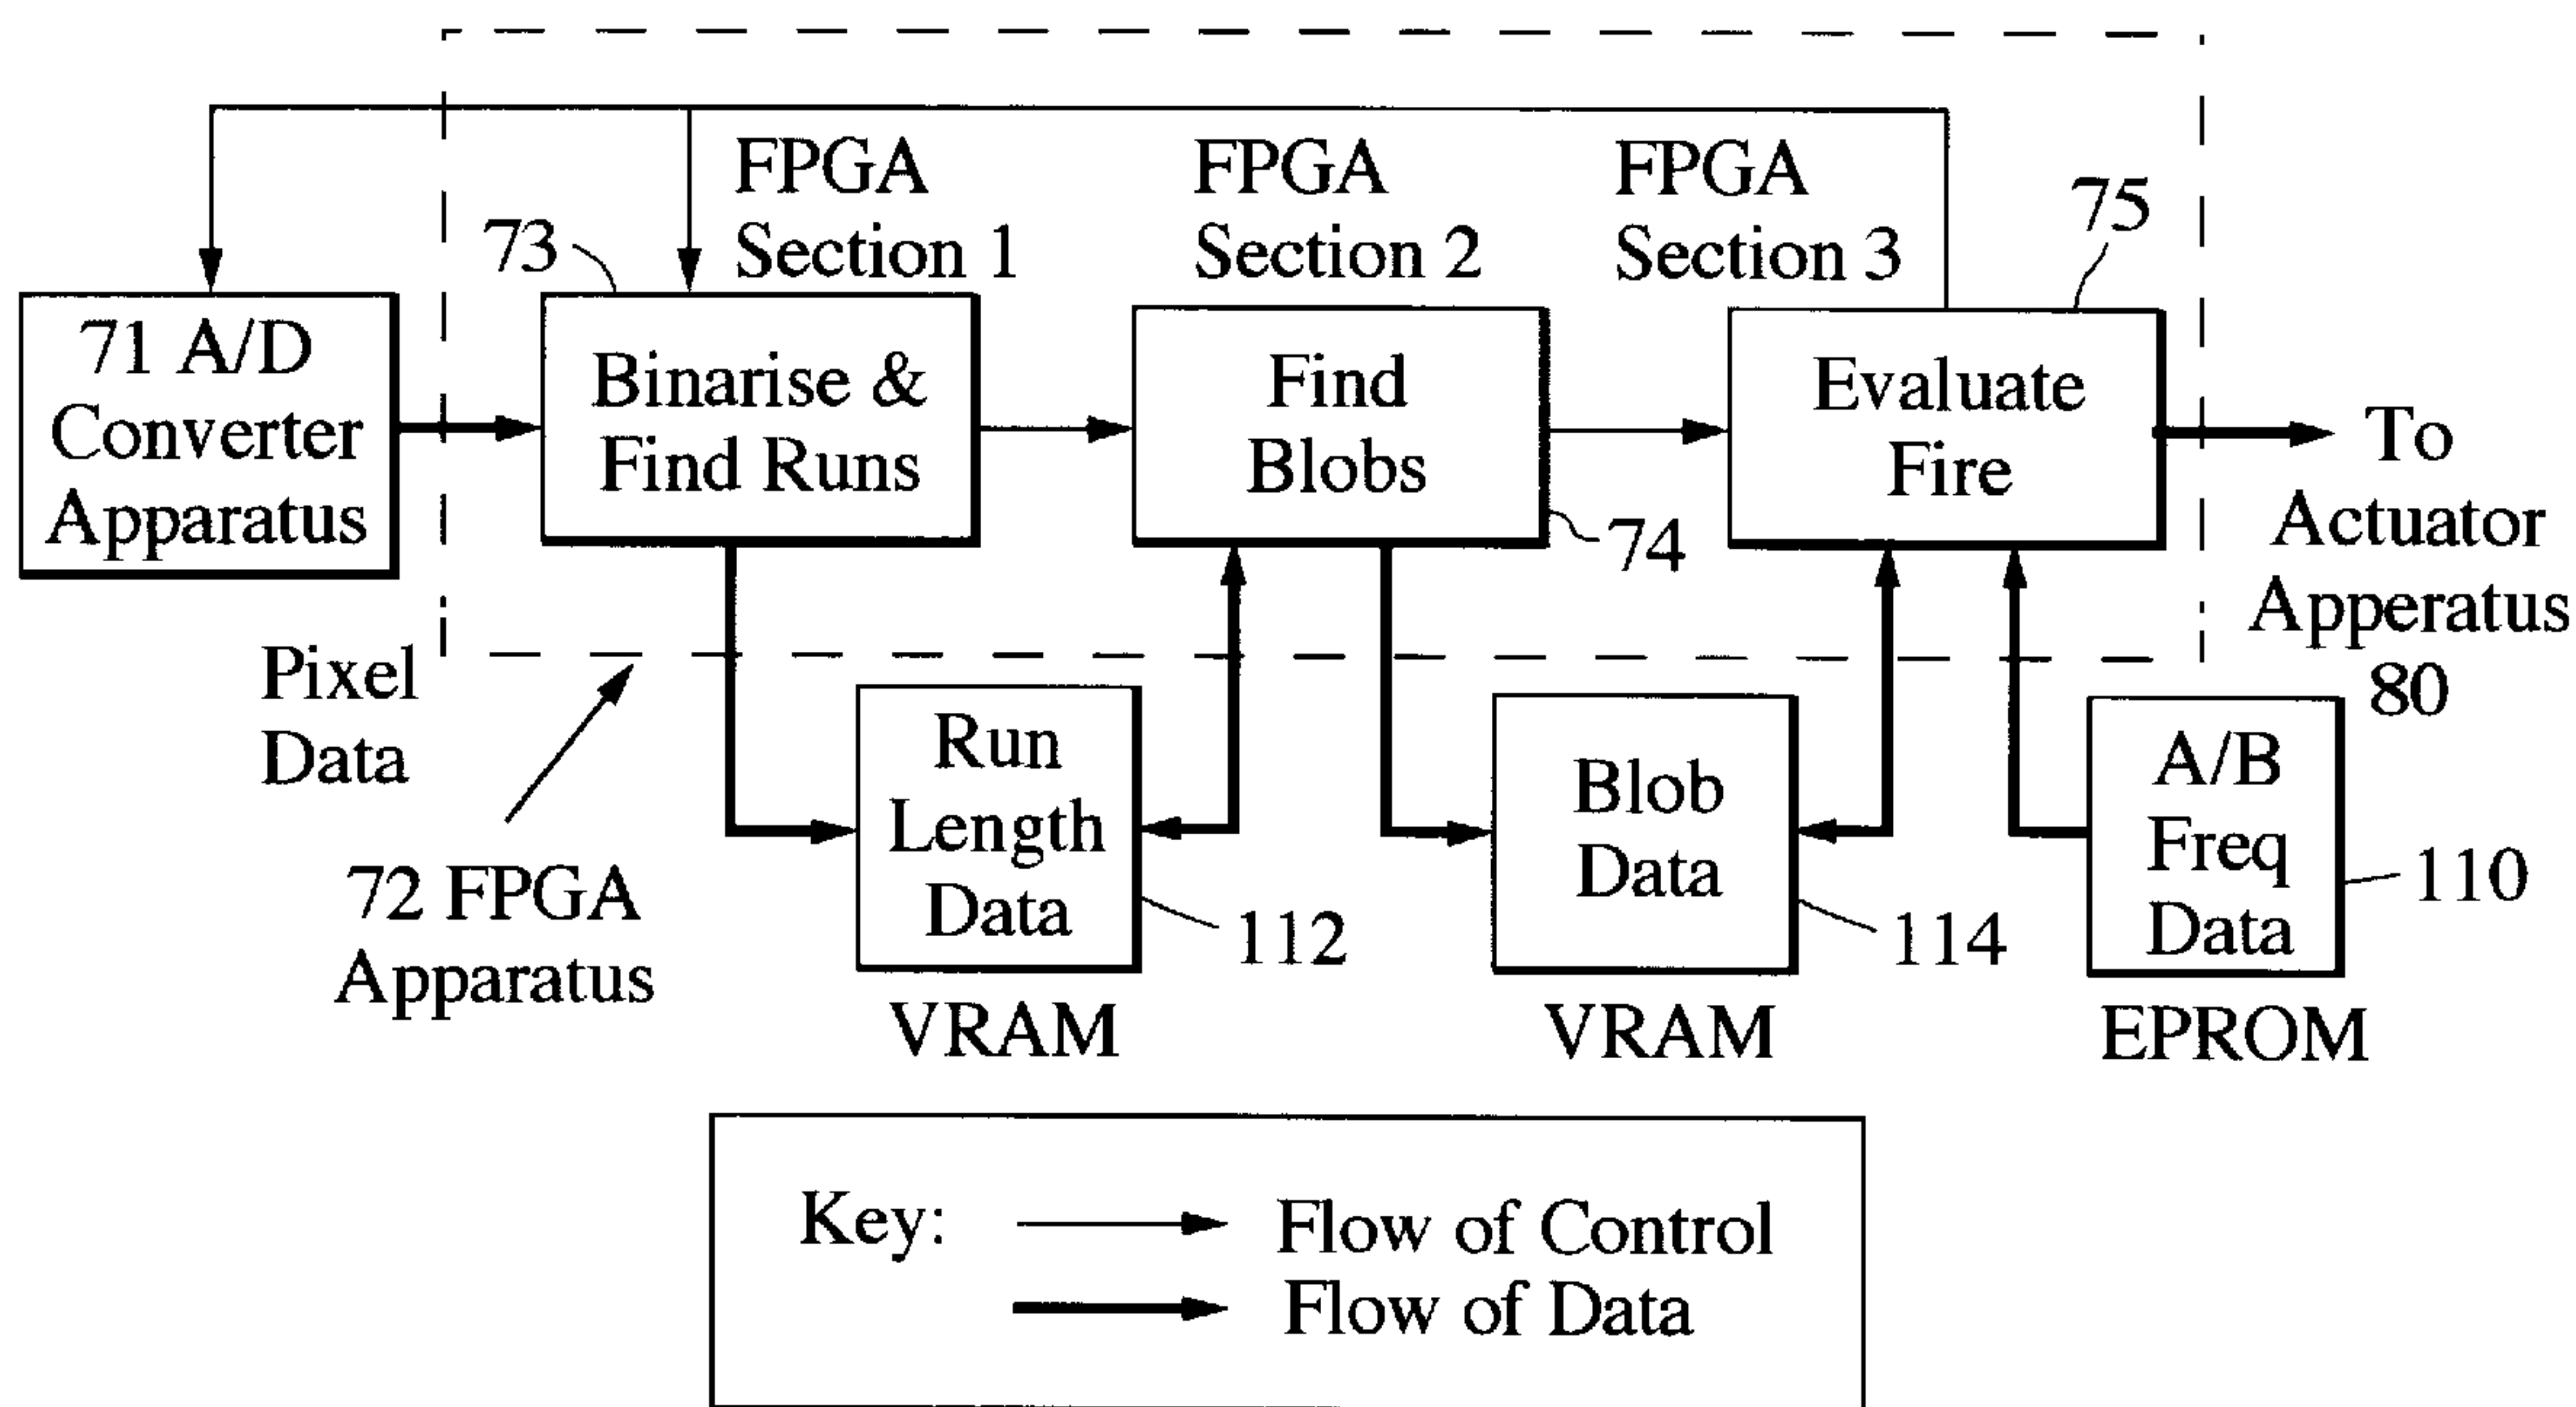 FPGA
Section 1
FPGA
Section 2
FPGA
Section 3
73
75
71 A/D
Converter
Apparatus
Binarise &
Find Runs
Find
Blobs
74
Evaluate
Fire
To
Actuator
Apperatus
80
Pixel
Data
72 FPGA
Apparatus
Run
Length
Data
112
VRAM
Blob
Data
114
VRAM
A/B
Freq
Data
110
EPROM
Key:
Flow of Control
Flow of Data